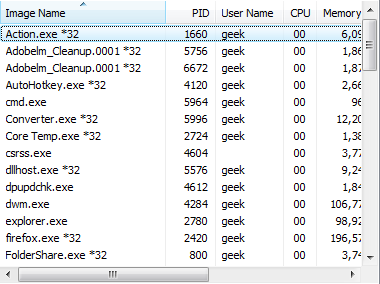 Image Name PID User Name CPU Memory
Action.exe *32 1660 geek 00 6,09
Adobelm_Cleanup.0001 *32 5756 geek 00 1,86
Adobelm_Cleanup.0001 *32 6672 geek 00 1,87
AutoHotkey.exe *32 4120 geek 00 2,66
cmd.exe 5964 geek 00 96
Converter.exe *32 5996 geek 00 12,20
Core Temp.exe *32 2724 geek 00 1,38
csrss.exe 4604 00 3,77
dllhost.exe *32 5576 geek 00 9,24
dpupdchk.exe 4612 geek 00 1,84
dwm.exe 4284 geek 00 106,77
explorer.exe 2780 geek 00 98,92
firefox.exe *32 2420 geek 00 196,57
FolderShare.exe *32 800 geek 00 3,74